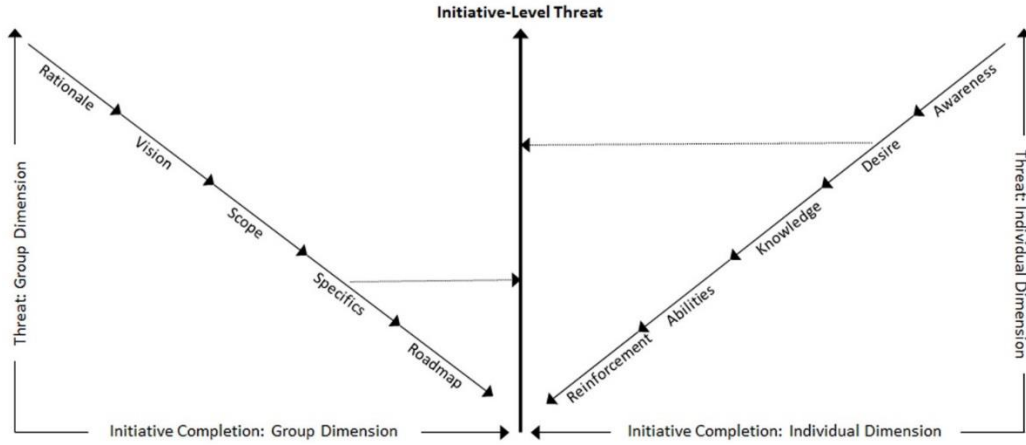 Initiative-Level Threat
Threat: Group Dimension
Rationale
Vision
Scope
Specifics
Roadmap
Awareness
Desire
Knowledge
Abilities
Reinforcement
Threat: Individual Dimension
Initiative Completion: Group Dimension
Initiative Completion: Individual Dimension